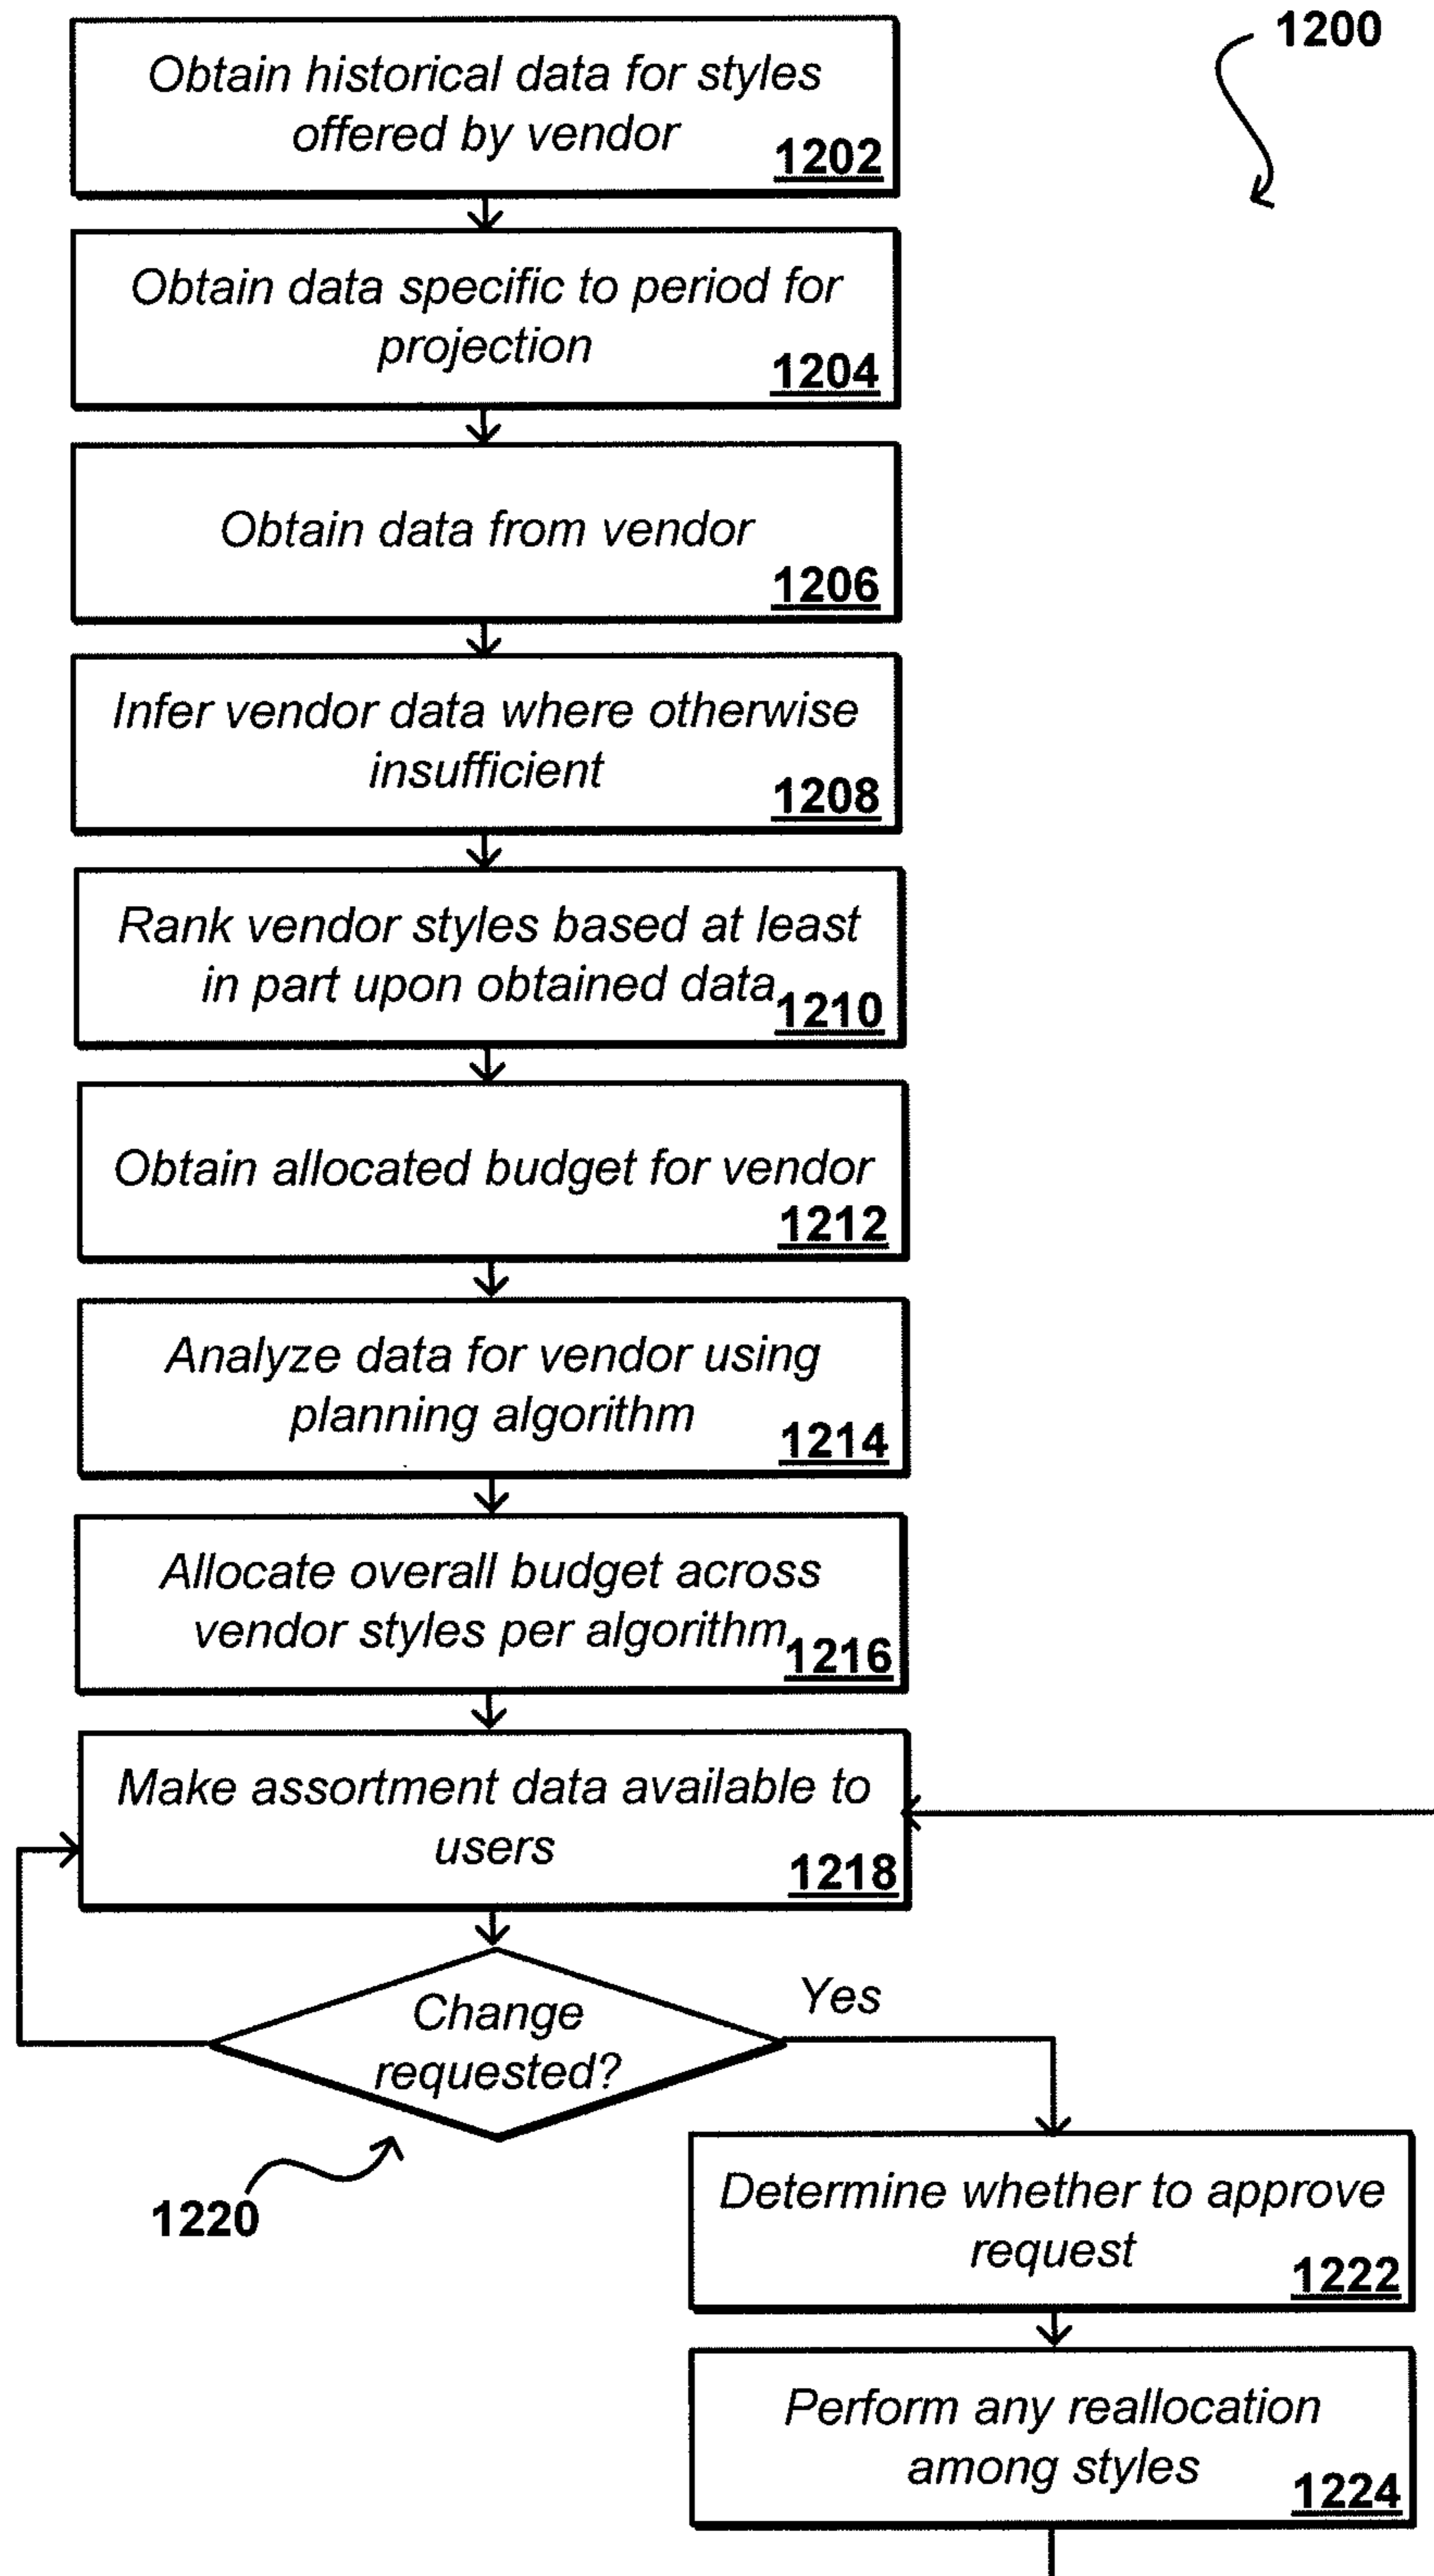 1200
Obtain historical data for styles
offered by vendor
1202
Obtain data specific to period for
projection
1204
Obtain data from vendor
1206
Infer vendor data where otherwise
insufficient
1208
Rank vendor styles based at least
in part upon obtained data
1210
Obtain allocated budget for vendor
1212
Analyze data for vendor using
planning algorithm
1214
Allocate overall budget across
vendor styles per algorithm
1216
Make assortment data available to
users
1218
Change
requested?
Yes
1220
Determine whether to approve
request
1222
Perform any reallocation
among styles
1224